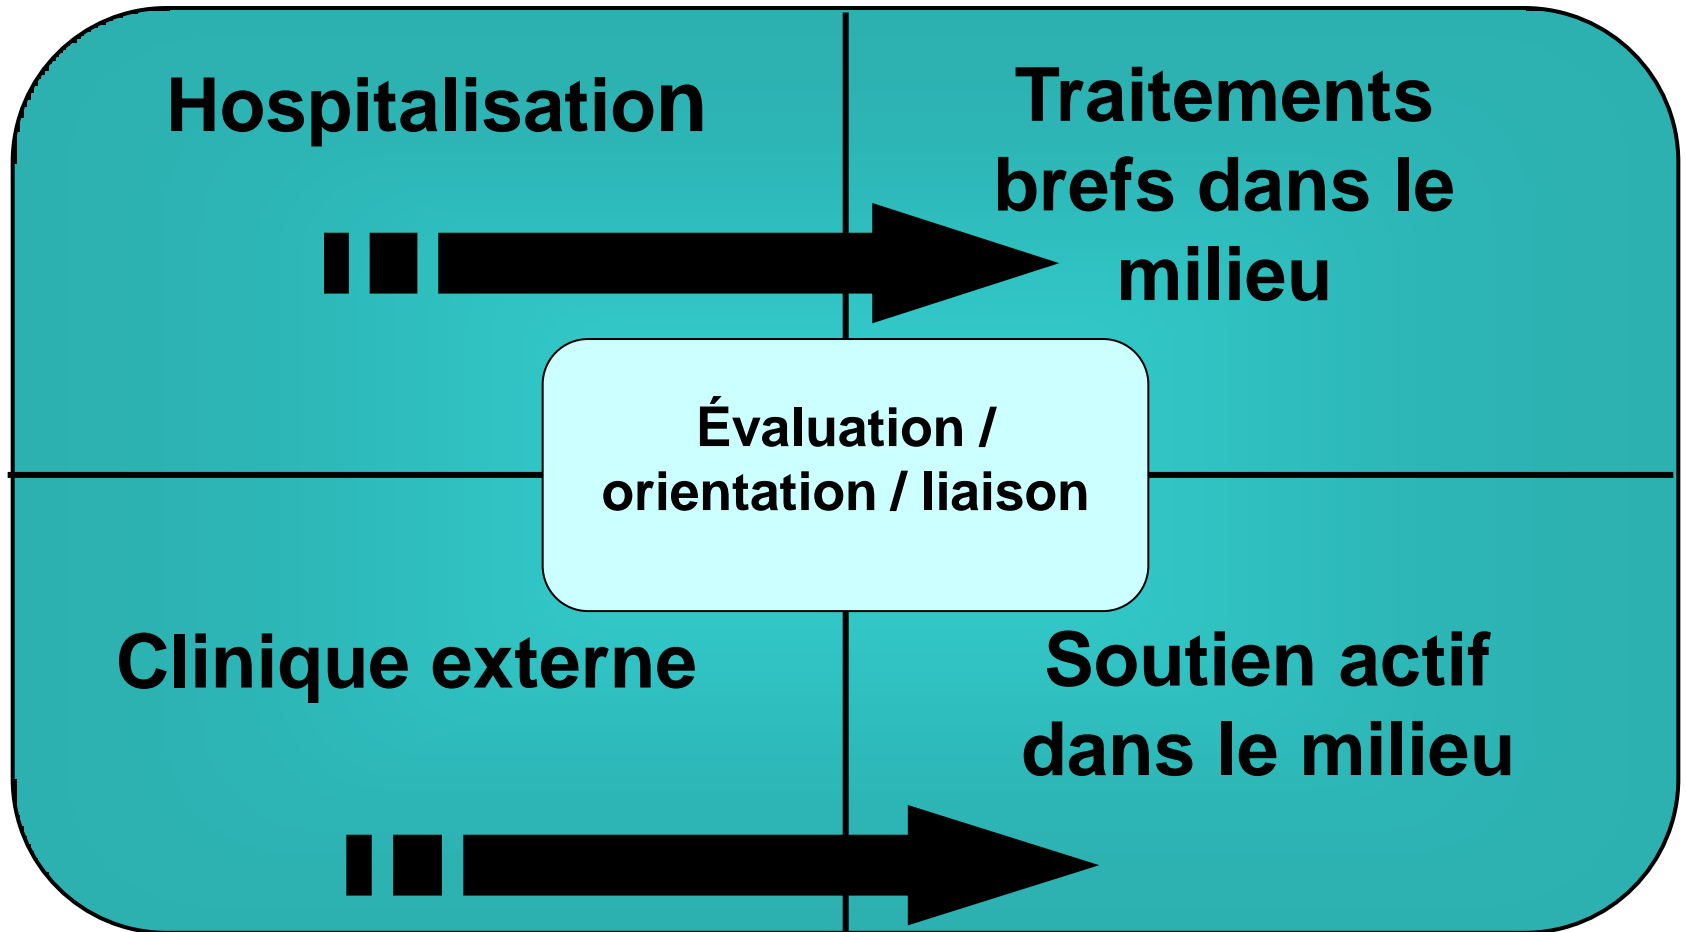 Hospitalisation
Traitements
brefs dans le
milieu
Évaluation /
orientation / liaison
Clinique externe
Soutien actif
dans le milieu